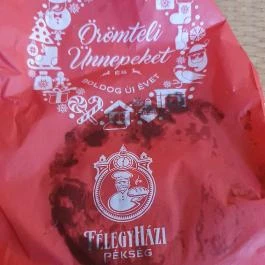 Örömteli
Ünnepeket
ÉS
BOLDOG ÚJ ÉVET
FÉLEGYHÁZI
PÉKSÉG